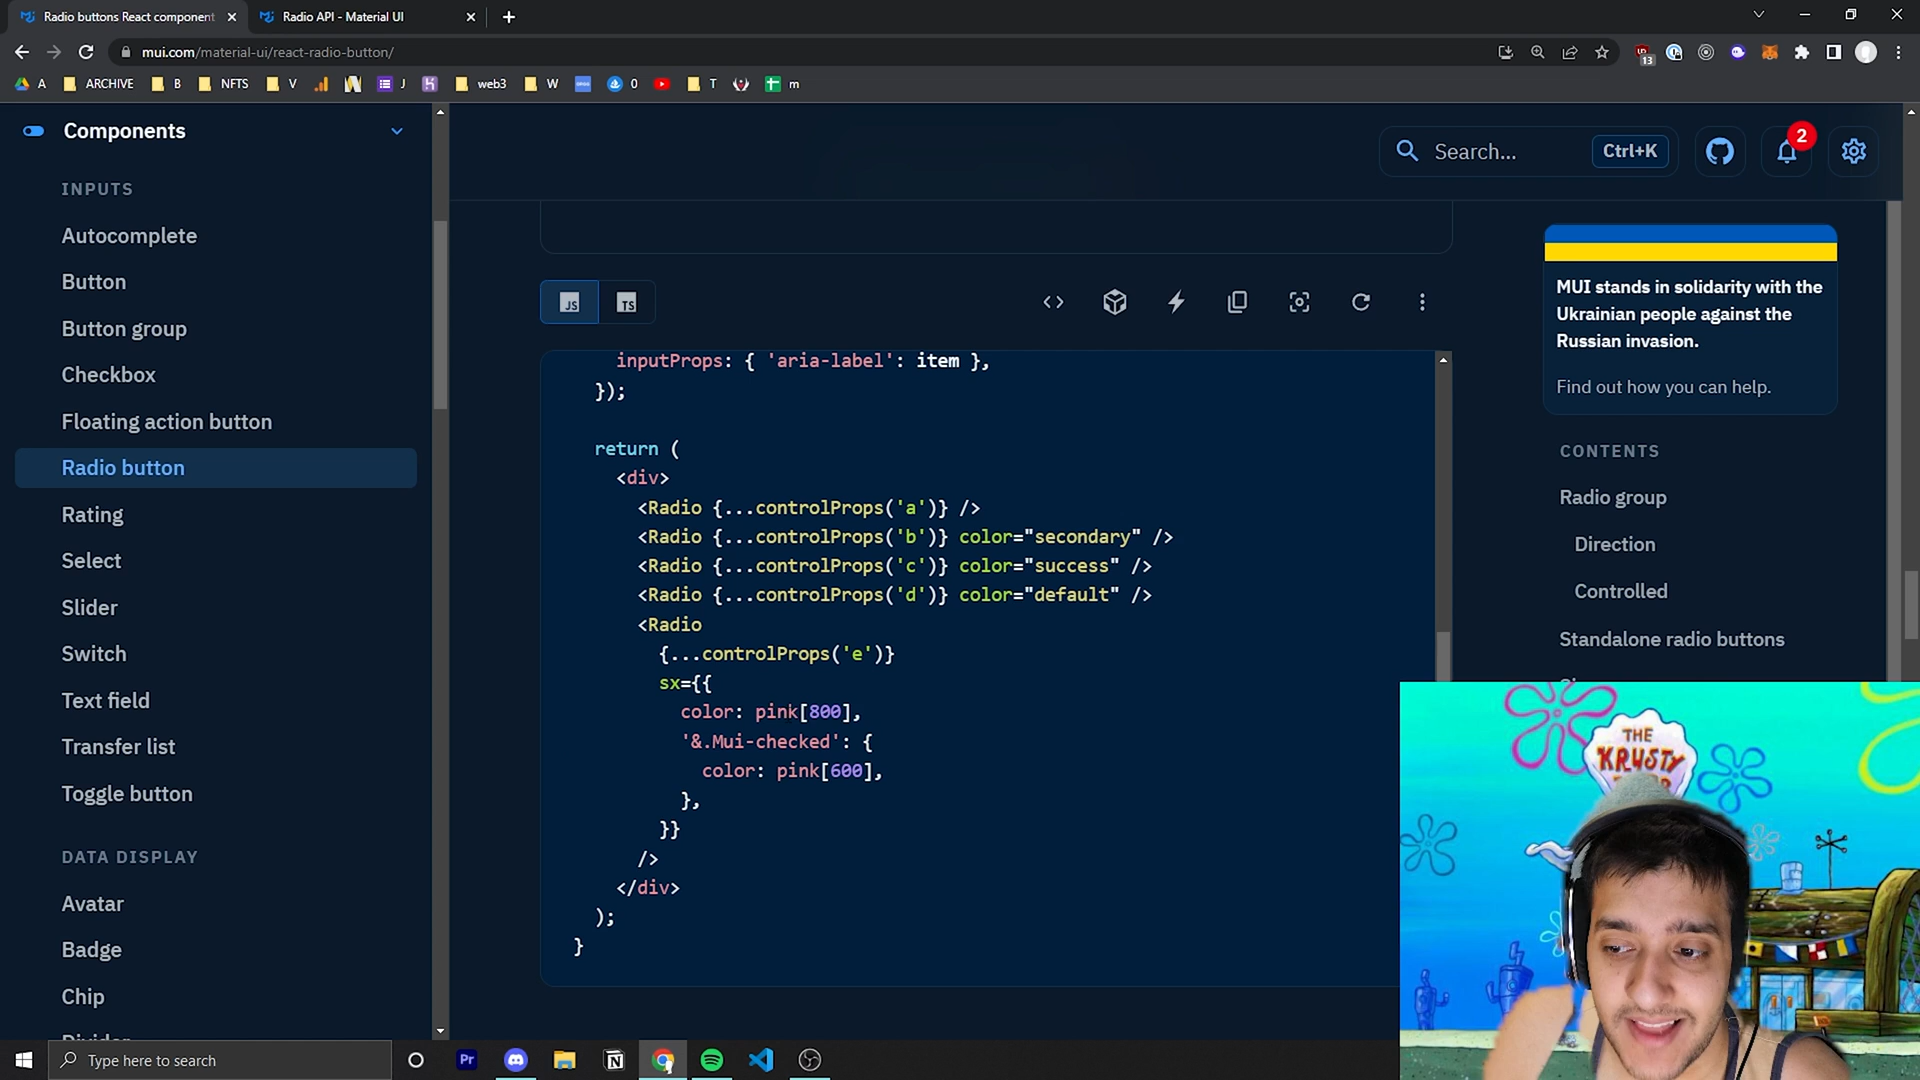 Radio buttons React component
Radio API - Material UI
mui.com/material-ui/react-radio-button/
13
A
ARCHIVE
B
NFTS
V
J
web3
W
0
T
m
Components
Search...
Ctrl+K
2
INPUTS
Autocomplete
Button
Button group
Checkbox
Floating action button
Radio button
Rating
Select
Slider
Switch
Text field
Transfer list
Toggle button
DATA DISPLAY
Avatar
Badge
Chip
JS
TS
inputProps: { 'aria-label': item },
});
return (
<div>
<Radio {...controlProps('a')} />
<Radio {...controlProps('b')} color="secondary" />
<Radio {...controlProps('c')} color="success" />
<Radio {...controlProps('d')} color="default" />
<Radio
{...controlProps('e')}
sx={{
color: pink[800],
'&.Mui-checked': {
color: pink[600],
},
}}
/>
</div>
);
}
MUI stands in solidarity with the
Ukrainian people against the
Russian invasion.
Find out how you can help.
CONTENTS
Radio group
Direction
Controlled
Standalone radio buttons
THE
KRUSTY
Type here to search
Pr